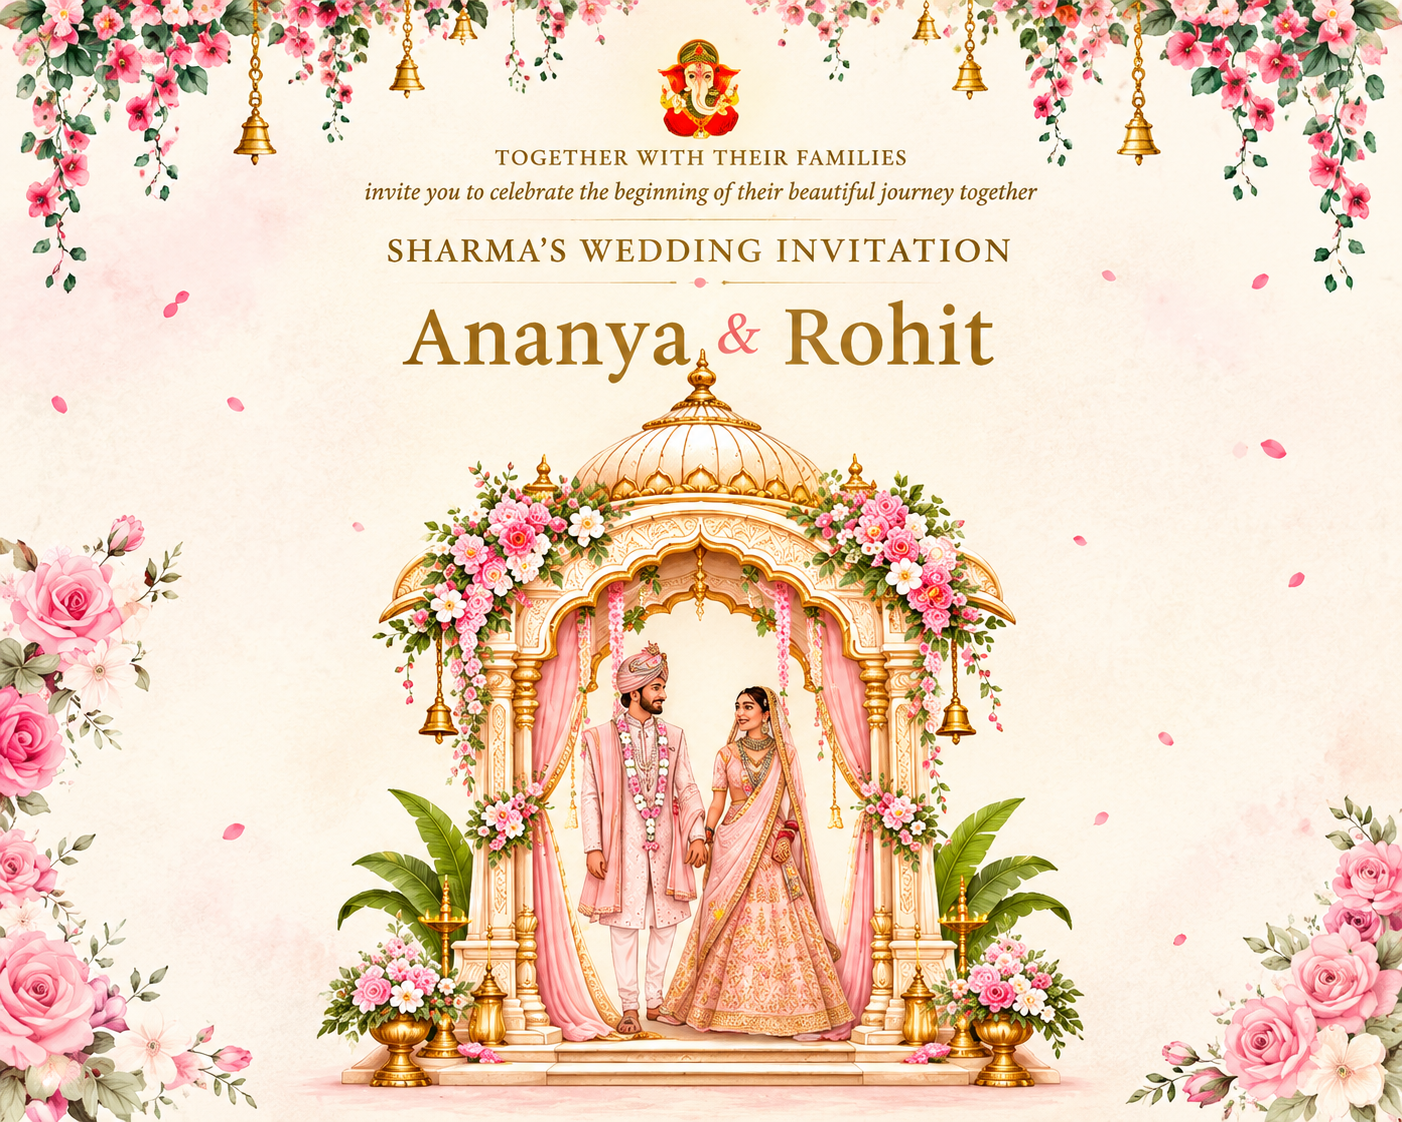 TOGETHER WITH THEIR FAMILIES
invite you to celebrate the beginning of their beautiful journey together
SHARMA’S WEDDING INVITATION
Ananya & Rohit